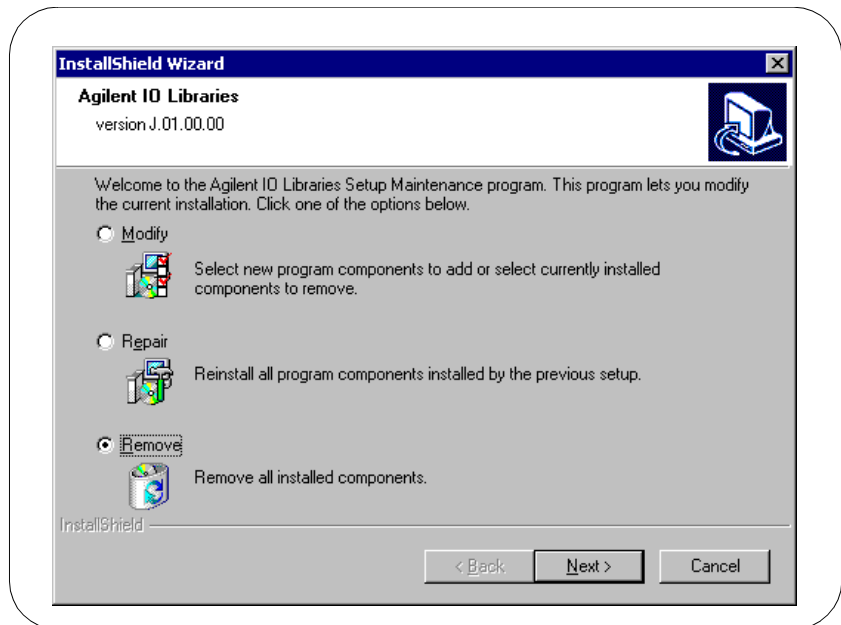 InstallShield Wizard
Agilent IO Libraries
version J.01.00.00
Welcome to the Agilent IO Libraries Setup Maintenance program. This program lets you modify
the current installation. Click one of the options below.
Modify
Select new program components to add or select currently installed
components to remove.
Repair
Reinstall all program components installed by the previous setup.
Remove
Remove all installed components.
InstallShield
< Back
Next >
Cancel